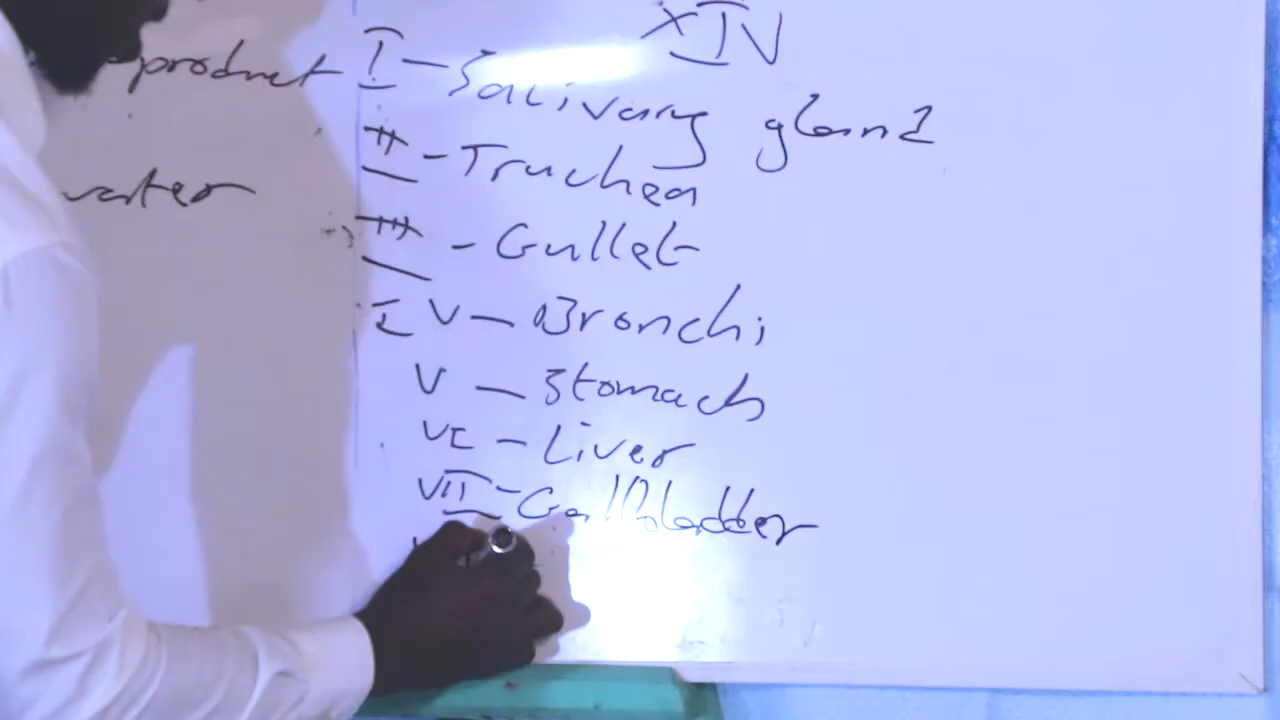 XIV
product I - Salivary gland
II - Trachea
water
III - Gullet
IV - Bronchi
V - Stomach
VI - Liver
VII - Gallbladder